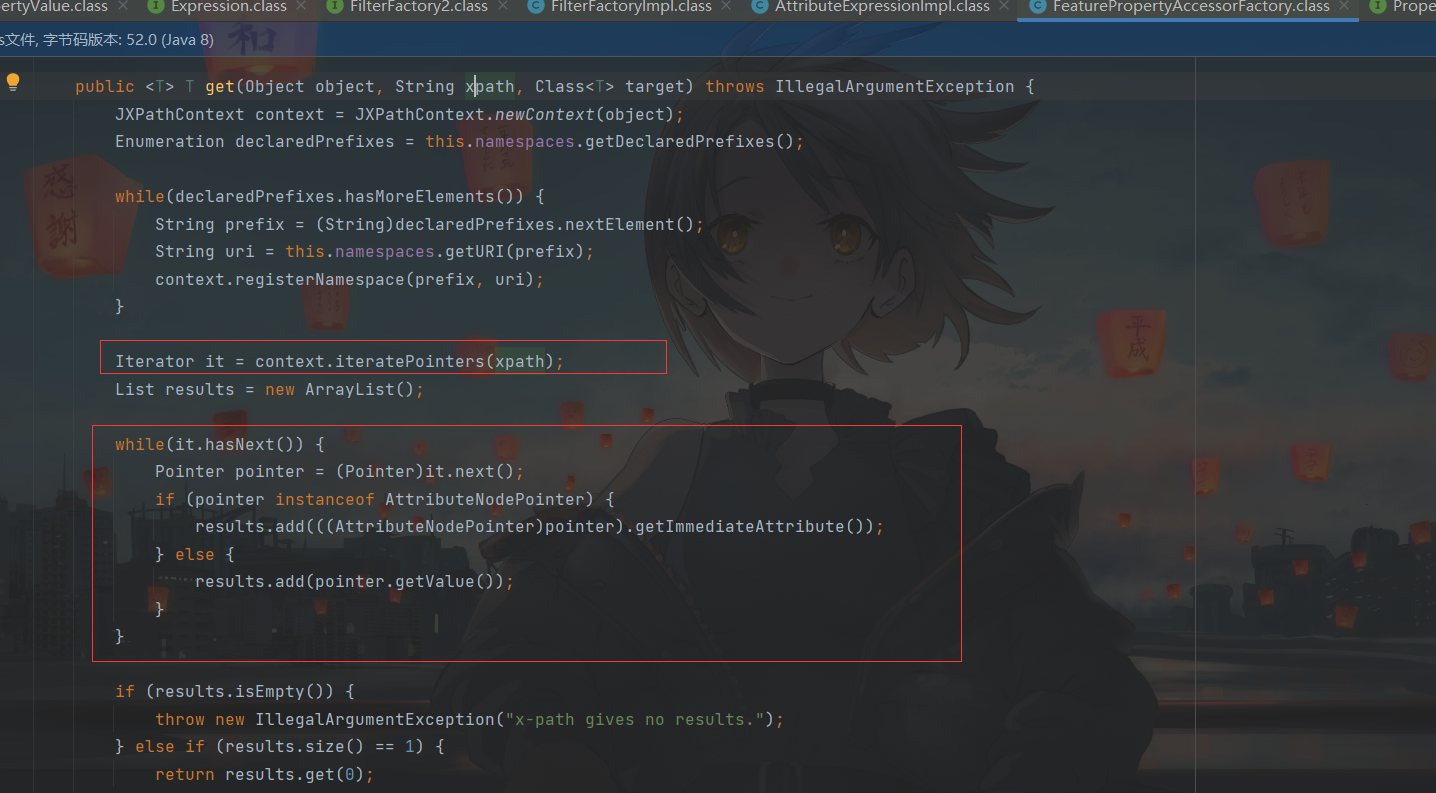 ertyValue.class Expression.class FilterFactory2.class FilterFactoryImpl.class AttributeExpressionImpl.class FeaturePropertyAccessorFactory.class Prope
s文件, 字节码版本: 52.0 (Java 8)
public <T> T get(Object object, String xpath, Class<T> target) throws IllegalArgumentException {
JXPathContext context = JXPathContext.newContext(object);
Enumeration declaredPrefixes = this.namespaces.getDeclaredPrefixes();
while(declaredPrefixes.hasMoreElements()) {
String prefix = (String)declaredPrefixes.nextElement();
String uri = this.namespaces.getURI(prefix);
context.registerNamespace(prefix, uri);
}
Iterator it = context.iteratePointers(xpath);
List results = new ArrayList();
while(it.hasNext()) {
Pointer pointer = (Pointer)it.next();
if (pointer instanceof AttributeNodePointer) {
results.add(((AttributeNodePointer)pointer).getImmediateAttribute());
} else {
results.add(pointer.getValue());
}
}
if (results.isEmpty()) {
throw new IllegalArgumentException("x-path gives no results.");
} else if (results.size() == 1) {
return results.get(0);
和
感謝
平成